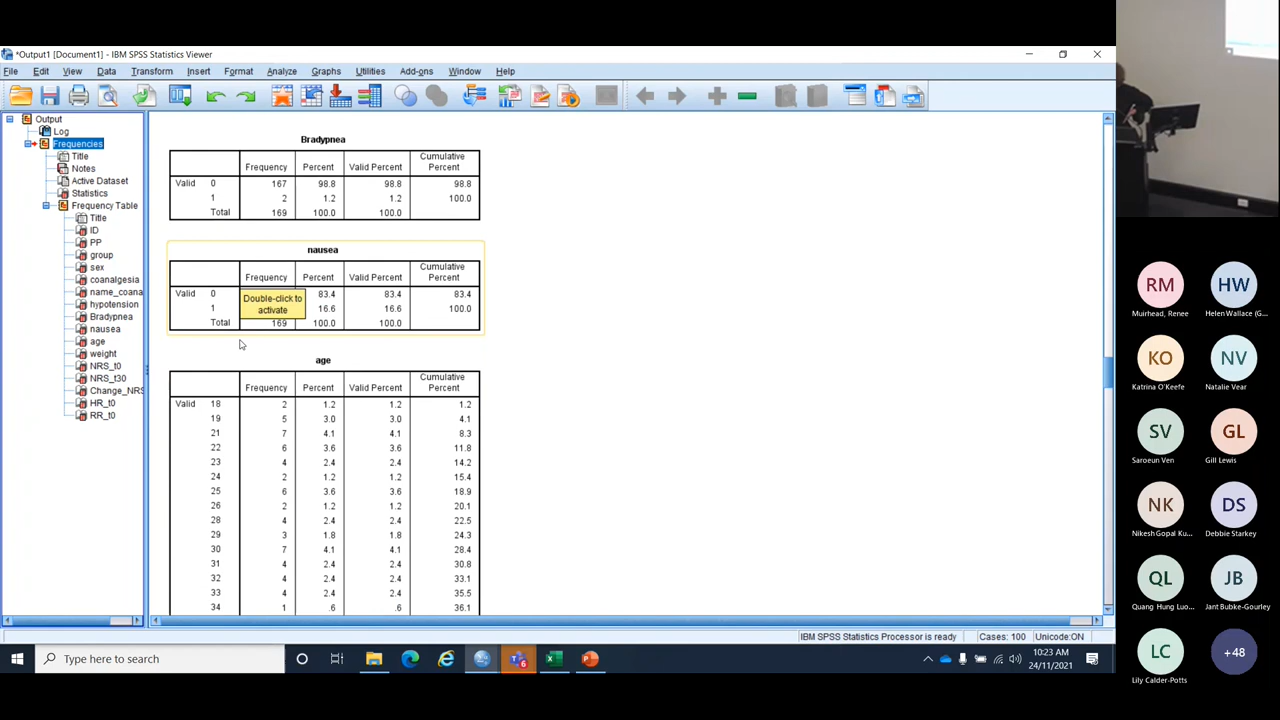 *Output1 [Document1] - IBM SPSS Statistics Viewer
File Edit View Data Transform Insert Format Analyze Graphs Utilities Add-ons Window Help
Output
Log
Frequencies
Title
Notes
Active Dataset
Statistics
Frequency Table
Title
ID
PP
group
sex
coanalgesia
name_coana
hypotension
Bradypnea
nausea
age
weight
NRS_t0
NRS_t30
Change_NRS
HR_t0
RR_t0
Bradypnea
Frequency Percent Valid Percent Cumulative Percent
Valid 0 167 98.8 98.8 98.8
1 2 1.2 1.2 100.0
Total 169 100.0 100.0
nausea
Frequency Percent Valid Percent Cumulative Percent
Valid 0 83.4 83.4 83.4
1 16.6 16.6 100.0
Total 169 100.0 100.0
Double-click to
activate
age
Frequency Percent Valid Percent Cumulative Percent
Valid 18 2 1.2 1.2 1.2
19 5 3.0 3.0 4.1
21 7 4.1 4.1 8.3
22 6 3.6 3.6 11.8
23 4 2.4 2.4 14.2
24 2 1.2 1.2 15.4
25 6 3.6 3.6 18.9
26 2 1.2 1.2 20.1
28 4 2.4 2.4 22.5
29 3 1.8 1.8 24.3
30 7 4.1 4.1 28.4
31 4 2.4 2.4 30.8
32 4 2.4 2.4 33.1
33 4 2.4 2.4 35.5
34 1 .6 .6 36.1
IBM SPSS Statistics Processor is ready Cases: 100 Unicode:ON
Type here to search
6
10:23 AM
24/11/2021
RM
Muirhead, Renee
HW
Helen Wallace (G...
KO
Katrina O'Keefe
NV
Natalie Vear
SV
Saroeun Ven
GL
Gill Lewis
NK
Nikesh Gopal Ku...
DS
Debbie Starkey
QL
Quang Hung Luo...
JB
Jant Bubke-Gourley
LC
Lily Calder-Potts
+48